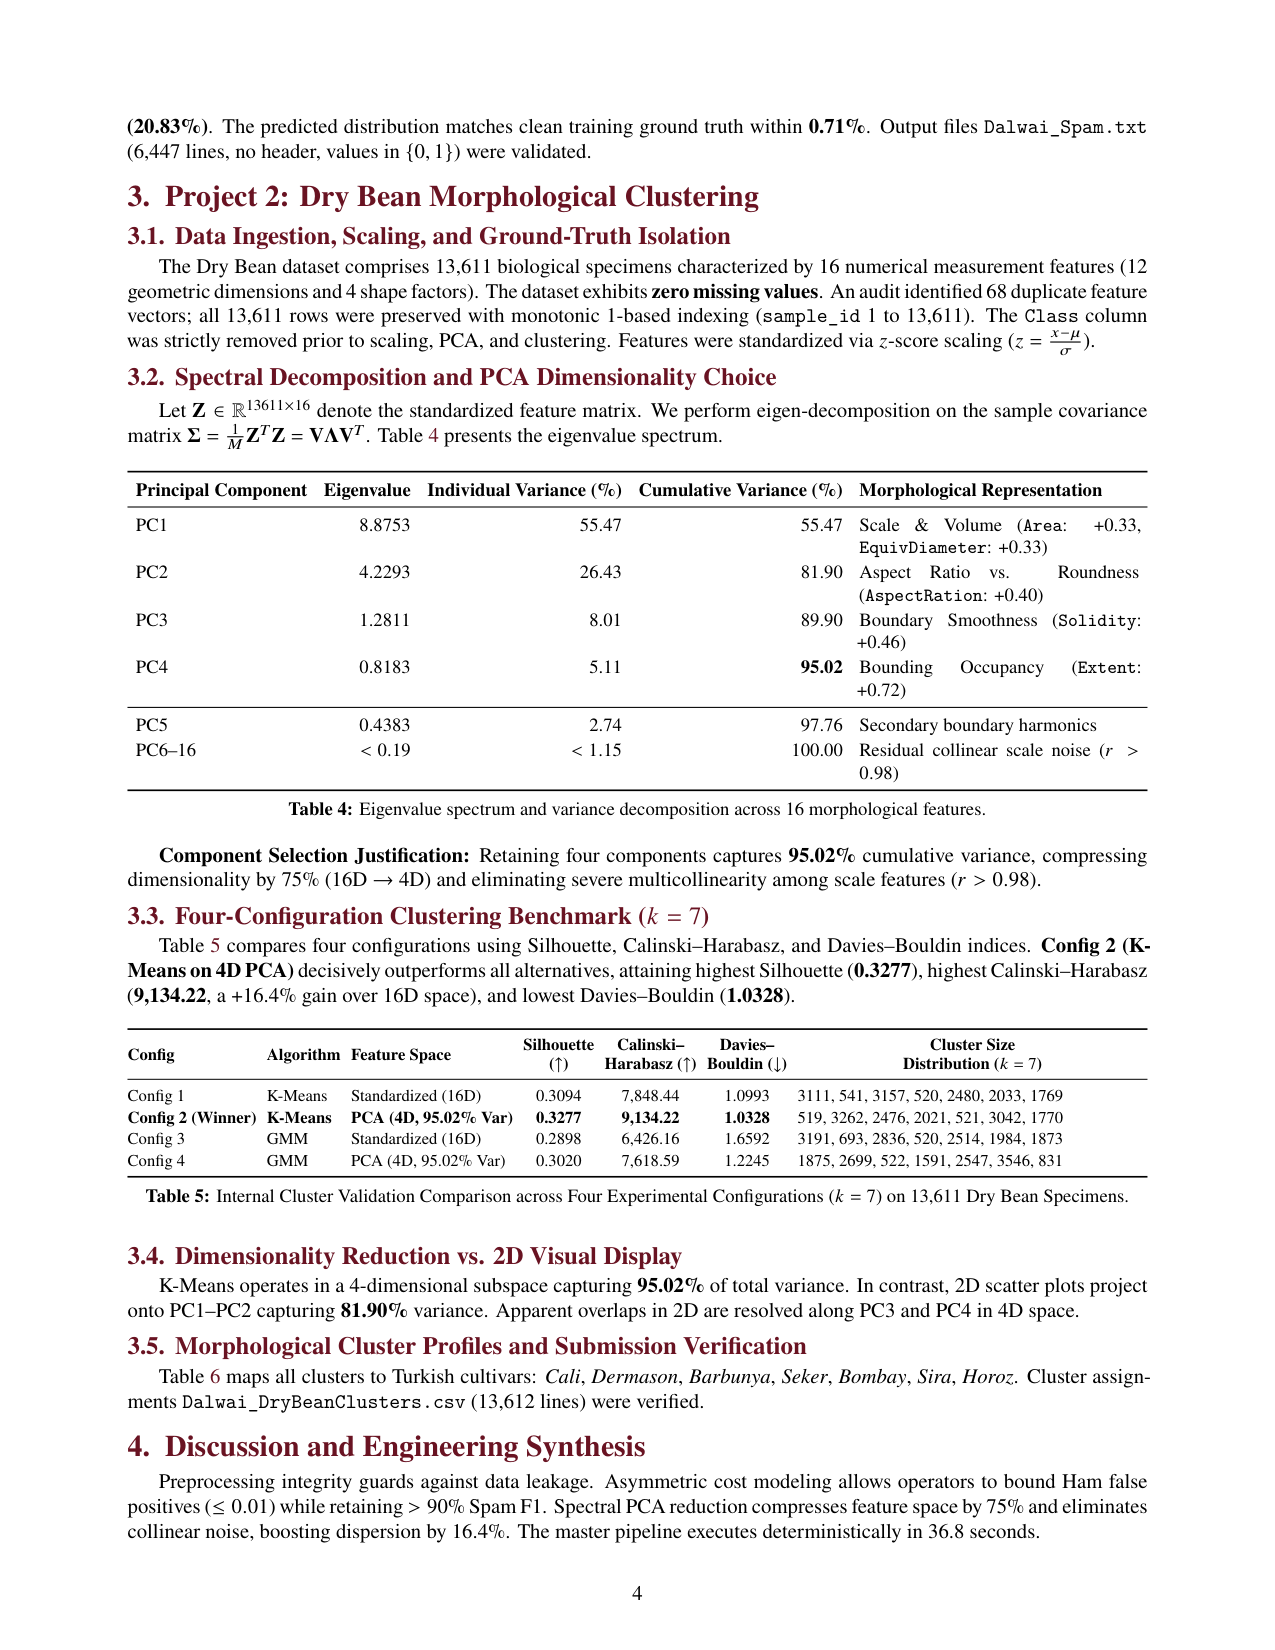 (20.83%). The predicted distribution matches clean training ground truth within 0.71%. Output files Dalwai_Spam.txt
(6,447 lines, no header, values in {0, 1}) were validated.
3. Project 2: Dry Bean Morphological Clustering
3.1. Data Ingestion, Scaling, and Ground-Truth Isolation
The Dry Bean dataset comprises 13,611 biological specimens characterized by 16 numerical measurement features (12
geometric dimensions and 4 shape factors). The dataset exhibits zero missing values. An audit identified 68 duplicate feature
vectors; all 13,611 rows were preserved with monotonic 1-based indexing (sample_id 1 to 13,611). The Class column
was strictly removed prior to scaling, PCA, and clustering. Features were standardized via z-score scaling (z = (x−μ)/σ).
3.2. Spectral Decomposition and PCA Dimensionality Choice
Let Z ∈ ℝ^{13611×16} denote the standardized feature matrix. We perform eigen-decomposition on the sample covariance
matrix Σ = 1/M Z^T Z = VΛV^T. Table 4 presents the eigenvalue spectrum.
Principal Component Eigenvalue Individual Variance (%) Cumulative Variance (%) Morphological Representation
PC1 8.8753 55.47 55.47 Scale & Volume (Area: +0.33,
EquivDiameter: +0.33)
PC2 4.2293 26.43 81.90 Aspect Ratio vs. Roundness
(AspectRation: +0.40)
PC3 1.2811 8.01 89.90 Boundary Smoothness (Solidity:
+0.46)
PC4 0.8183 5.11 95.02 Bounding Occupancy (Extent:
+0.72)
PC5 0.4383 2.74 97.76 Secondary boundary harmonics
PC6–16 < 0.19 < 1.15 100.00 Residual collinear scale noise (r >
0.98)
Table 4: Eigenvalue spectrum and variance decomposition across 16 morphological features.
Component Selection Justification: Retaining four components captures 95.02% cumulative variance, compressing
dimensionality by 75% (16D → 4D) and eliminating severe multicollinearity among scale features (r > 0.98).
3.3. Four-Configuration Clustering Benchmark (k = 7)
Table 5 compares four configurations using Silhouette, Calinski–Harabasz, and Davies–Bouldin indices. Config 2 (K-
Means on 4D PCA) decisively outperforms all alternatives, attaining highest Silhouette (0.3277), highest Calinski–Harabasz
(9,134.22, a +16.4% gain over 16D space), and lowest Davies–Bouldin (1.0328).
Config Algorithm Feature Space Silhouette (↑) Calinski–Harabasz (↑) Davies–Bouldin (↓) Cluster Size Distribution (k = 7)
Config 1 K-Means Standardized (16D) 0.3094 7,848.44 1.0993 3111, 541, 3157, 520, 2480, 2033, 1769
Config 2 (Winner) K-Means PCA (4D, 95.02% Var) 0.3277 9,134.22 1.0328 519, 3262, 2476, 2021, 521, 3042, 1770
Config 3 GMM Standardized (16D) 0.2898 6,426.16 1.6592 3191, 693, 2836, 520, 2514, 1984, 1873
Config 4 GMM PCA (4D, 95.02% Var) 0.3020 7,618.59 1.2245 1875, 2699, 522, 1591, 2547, 3546, 831
Table 5: Internal Cluster Validation Comparison across Four Experimental Configurations (k = 7) on 13,611 Dry Bean Specimens.
3.4. Dimensionality Reduction vs. 2D Visual Display
K-Means operates in a 4-dimensional subspace capturing 95.02% of total variance. In contrast, 2D scatter plots project
onto PC1–PC2 capturing 81.90% variance. Apparent overlaps in 2D are resolved along PC3 and PC4 in 4D space.
3.5. Morphological Cluster Profiles and Submission Verification
Table 6 maps all clusters to Turkish cultivars: Cali, Dermason, Barbunya, Seker, Bombay, Sira, Horoz. Cluster assign-
ments Dalwai_DryBeanClusters.csv (13,612 lines) were verified.
4. Discussion and Engineering Synthesis
Preprocessing integrity guards against data leakage. Asymmetric cost modeling allows operators to bound Ham false
positives (≤ 0.01) while retaining > 90% Spam F1. Spectral PCA reduction compresses feature space by 75% and eliminates
collinear noise, boosting dispersion by 16.4%. The master pipeline executes deterministically in 36.8 seconds.
4